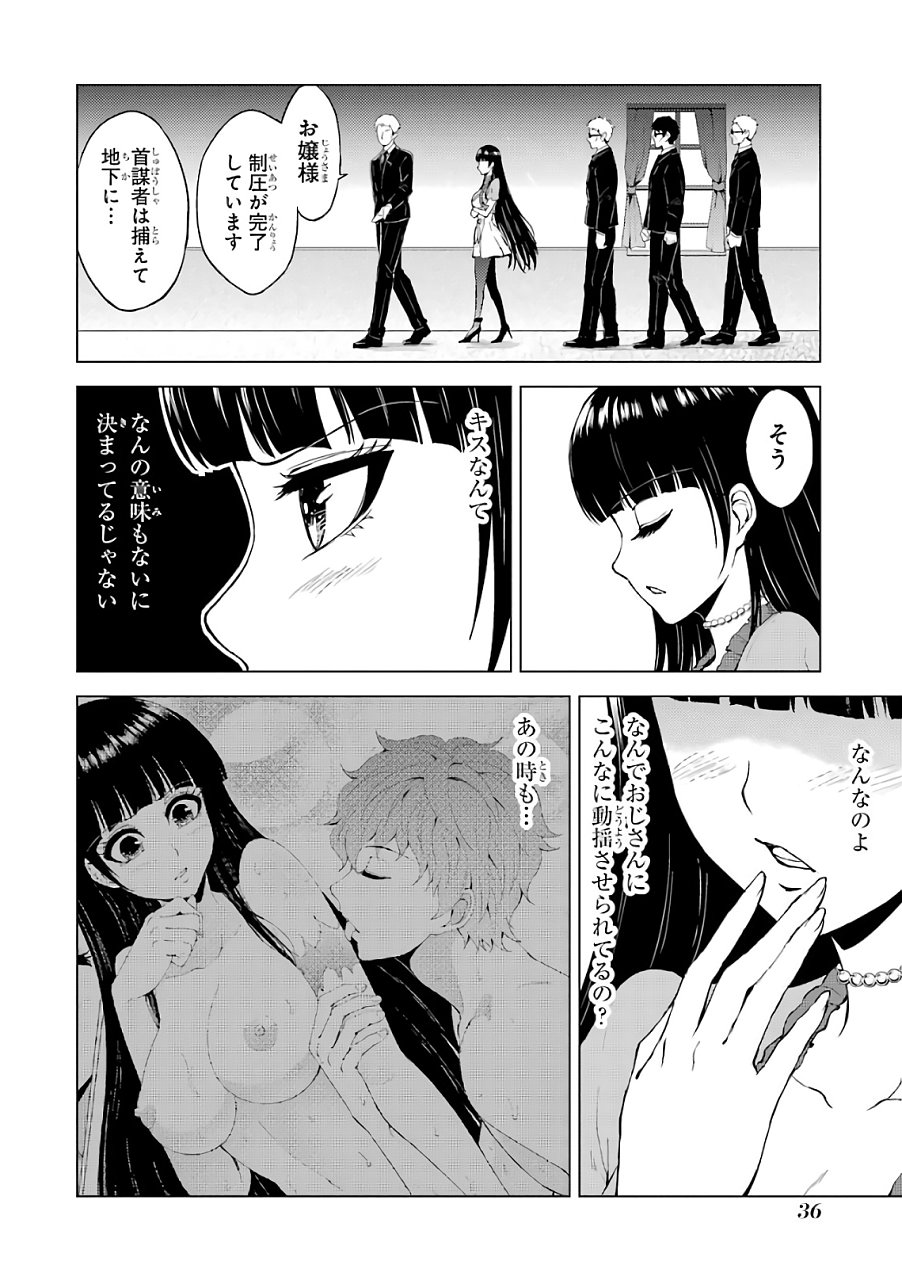 お嬢様
制圧が完了
しています
首謀者は捕えて
地下に…
そう
キスなんて
なんの意味もないに
決まってるじゃない
なんなのよ
なんでおじさんに
こんなに動揺させられてるの?
あの時も…
36